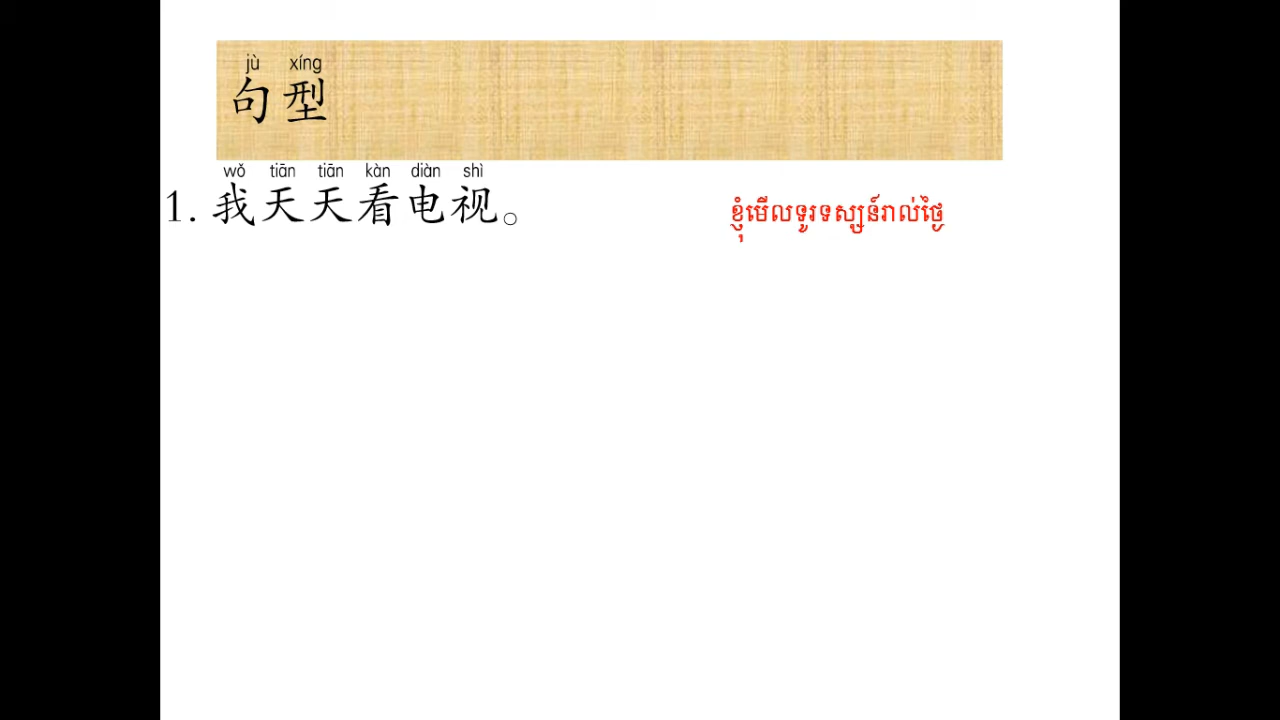 jù xíng
句型
wǒ tiān tiān kàn diàn shì
1. 我天天看电视。 ខ្ញុំមើលទូរទស្សន៍រាល់ថ្ងៃ